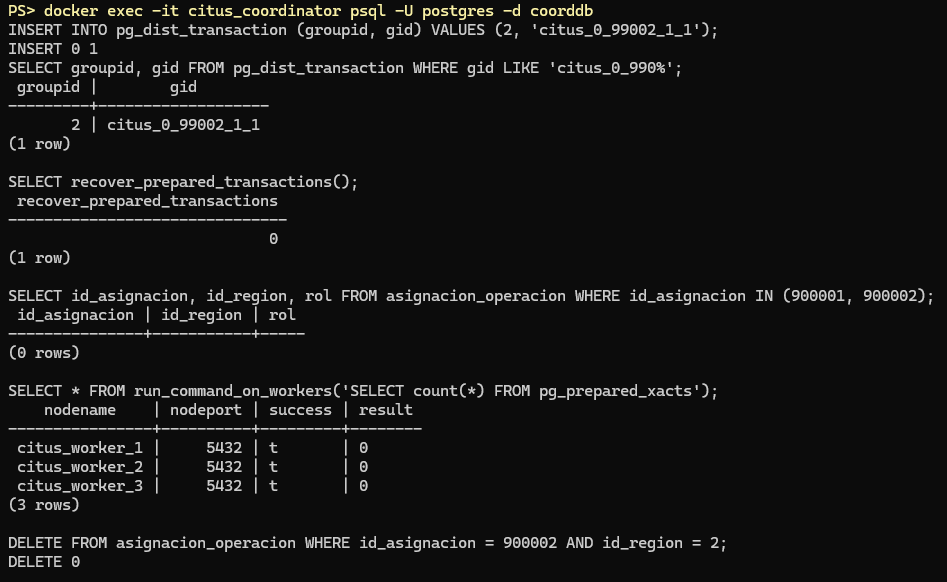 PS> docker exec -it citus_coordinator psql -U postgres -d coorddb
INSERT INTO pg_dist_transaction (groupid, gid) VALUES (2, 'citus_0_99002_1_1');
INSERT 0 1
SELECT groupid, gid FROM pg_dist_transaction WHERE gid LIKE 'citus_0_990%';
 groupid |        gid
---------+-------------------
       2 | citus_0_99002_1_1
(1 row)

SELECT recover_prepared_transactions();
 recover_prepared_transactions
-------------------------------
                             0
(1 row)

SELECT id_asignacion, id_region, rol FROM asignacion_operacion WHERE id_asignacion IN (900001, 900002);
 id_asignacion | id_region | rol
---------------+-----------+-----
(0 rows)

SELECT * FROM run_command_on_workers('SELECT count(*) FROM pg_prepared_xacts');
    nodename    | nodeport | success | result
----------------+----------+---------+--------
 citus_worker_1 |     5432 | t       | 0
 citus_worker_2 |     5432 | t       | 0
 citus_worker_3 |     5432 | t       | 0
(3 rows)

DELETE FROM asignacion_operacion WHERE id_asignacion = 900002 AND id_region = 2;
DELETE 0